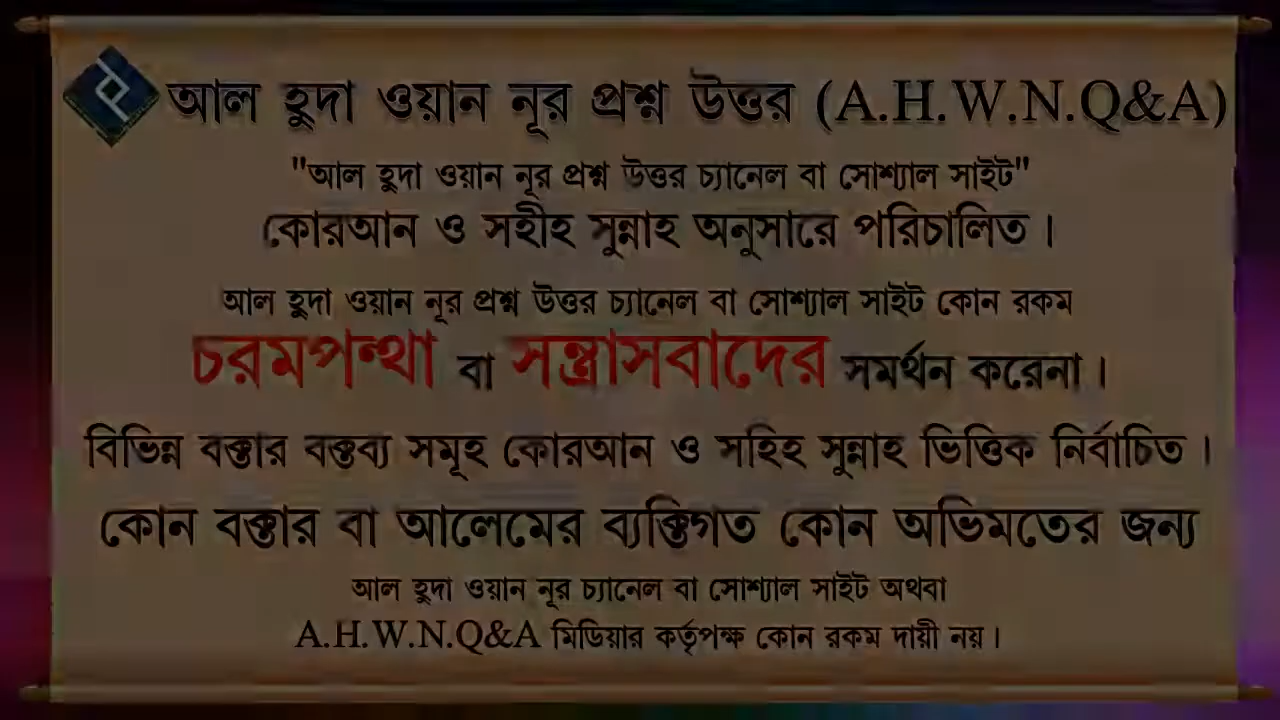 আল হুদা ওয়ান নূর প্রশ্ন উত্তর (A.H.W.N.Q&A)
"আল হুদা ওয়ান নূর প্রশ্ন উত্তর চ্যানেল বা সোশ্যাল সাইট"
কোরআন ও সহীহ সুন্নাহ অনুসারে পরিচালিত।
আল হুদা ওয়ান নূর প্রশ্ন উত্তর চ্যানেল বা সোশ্যাল সাইট কোন রকম
চরমপন্থা বা সন্ত্রাসবাদের সমর্থন করেনা।
বিভিন্ন বক্তার বক্তব্য সমূহ কোরআন ও সহিহ সুন্নাহ ভিত্তিক নির্বাচিত।
কোন বক্তার বা আলেমের ব্যক্তিগত কোন অভিমতের জন্য
আল হুদা ওয়ান নূর চ্যানেল বা সোশ্যাল সাইট অথবা
A.H.W.N.Q&A মিডিয়ার কর্তৃপক্ষ কোন রকম দায়ী নয়।